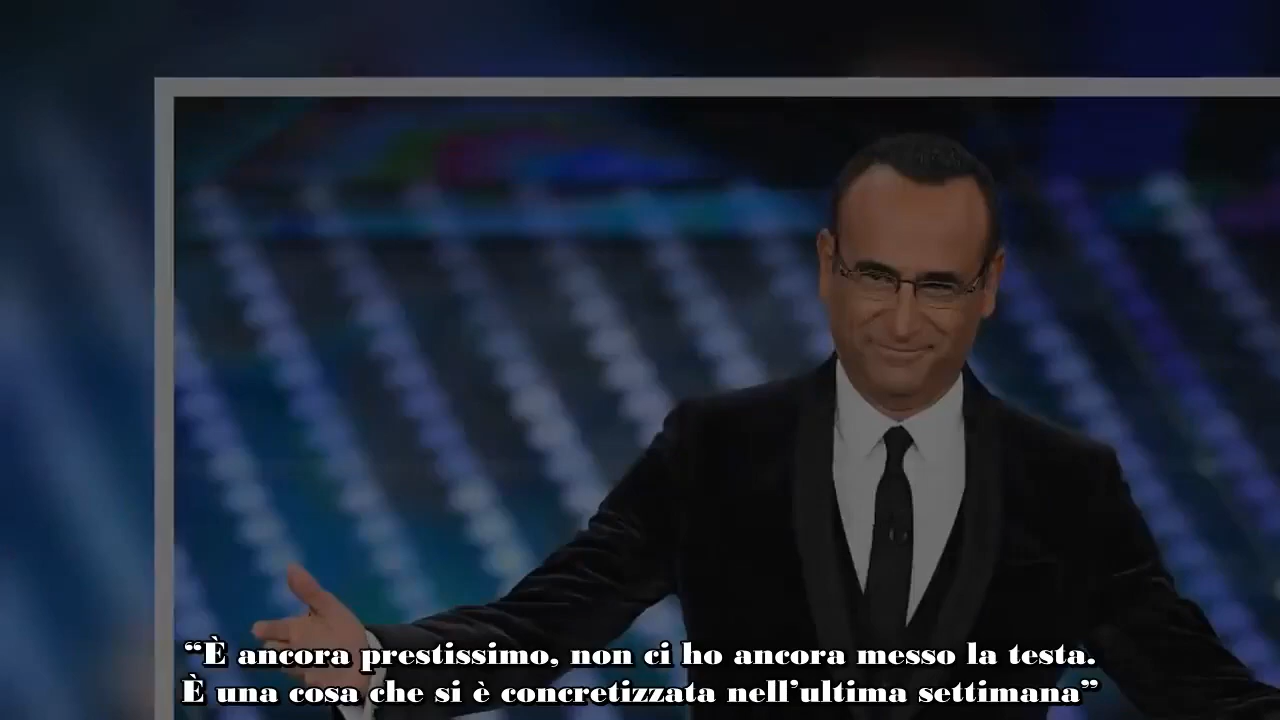 “È ancora prestissimo, non ci ho ancora messo la testa.
È una cosa che si è concretizzata nell’ultima settimana”